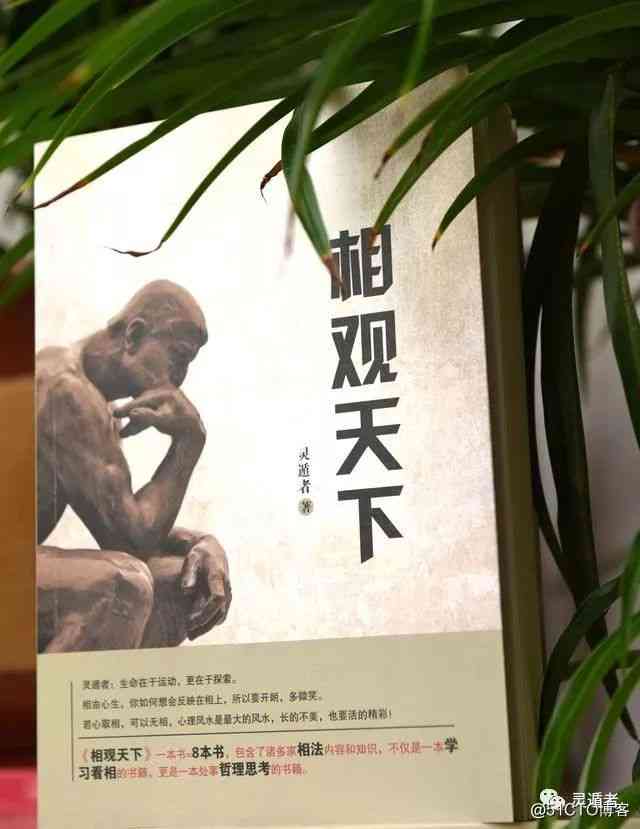 相观天下
灵遁者 著
灵遁者：生命在于运动，更在于探索。
相由心生，你如何想会反映在相上，所以要开朗，多微笑。
若心取相，可以无相，心理风水是最大的风水，长的不美，也要活的精彩！
《相观天下》一本书=8本书，包含了诸多家相法内容和知识，不仅是一本学
习看相的书籍，更是一本处事哲理思考的书籍。
灵遁者
@51CTO博客